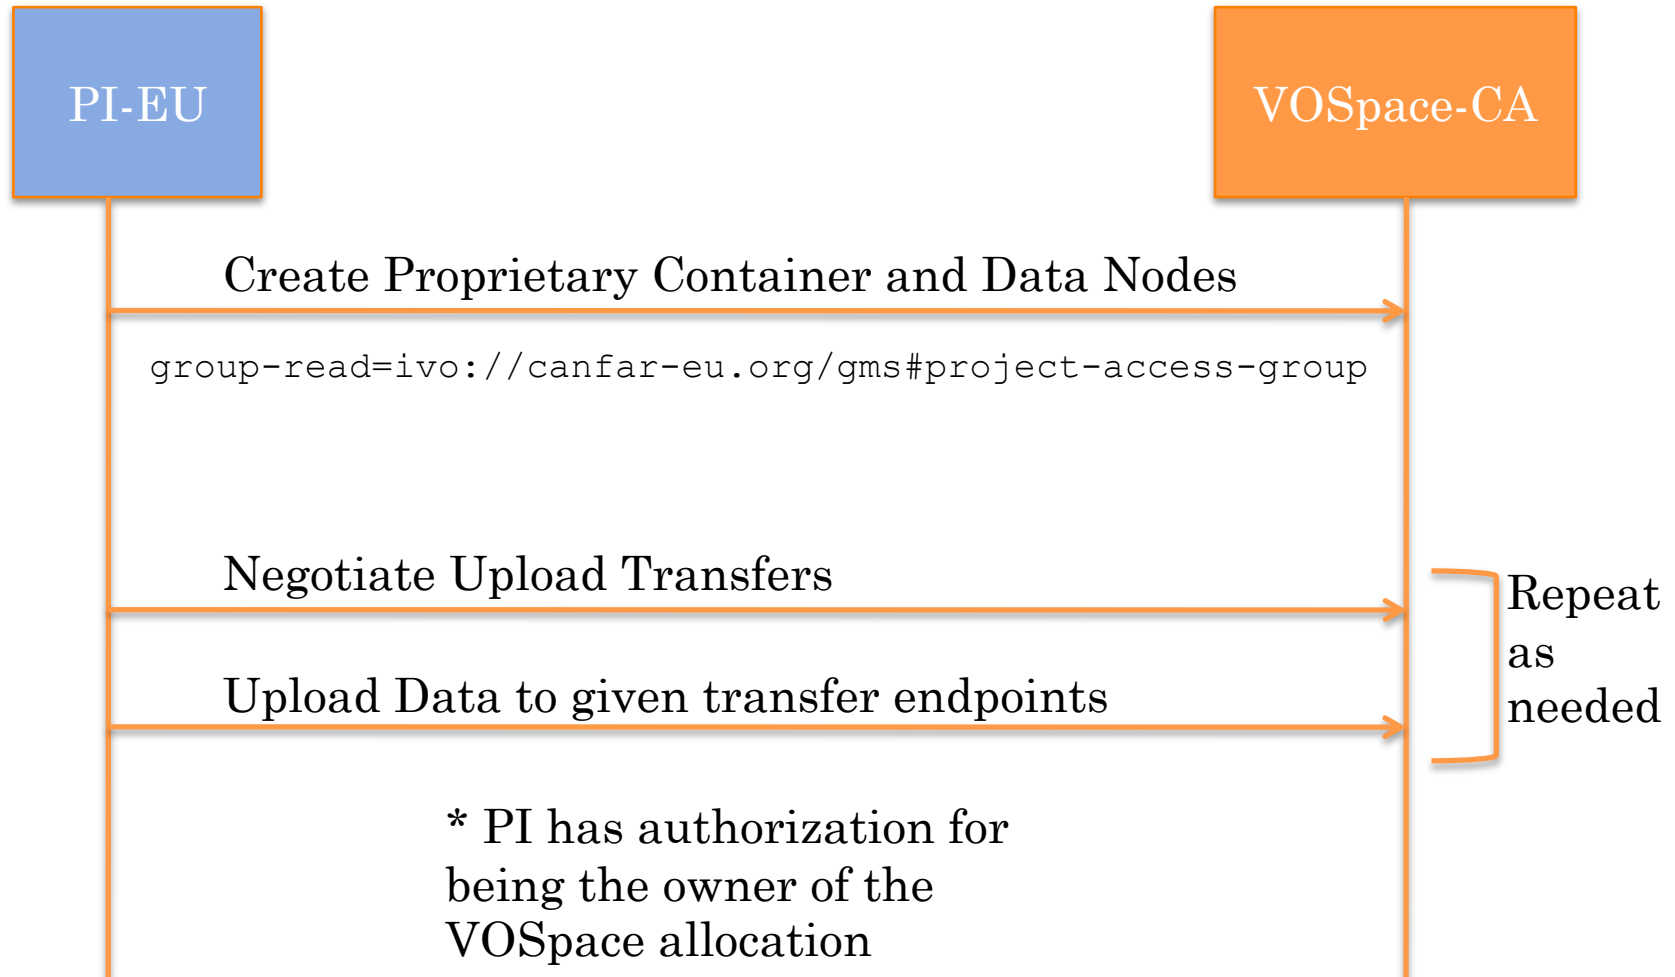 PI-EU
VOSpace-CA
Create Proprietary Container and Data Nodes
group-read=ivo://canfar-eu.org/gms#project-access-group
Negotiate Upload Transfers
Upload Data to given transfer endpoints
Repeat
as
needed
* PI has authorization for
being the owner of the
VOSpace allocation